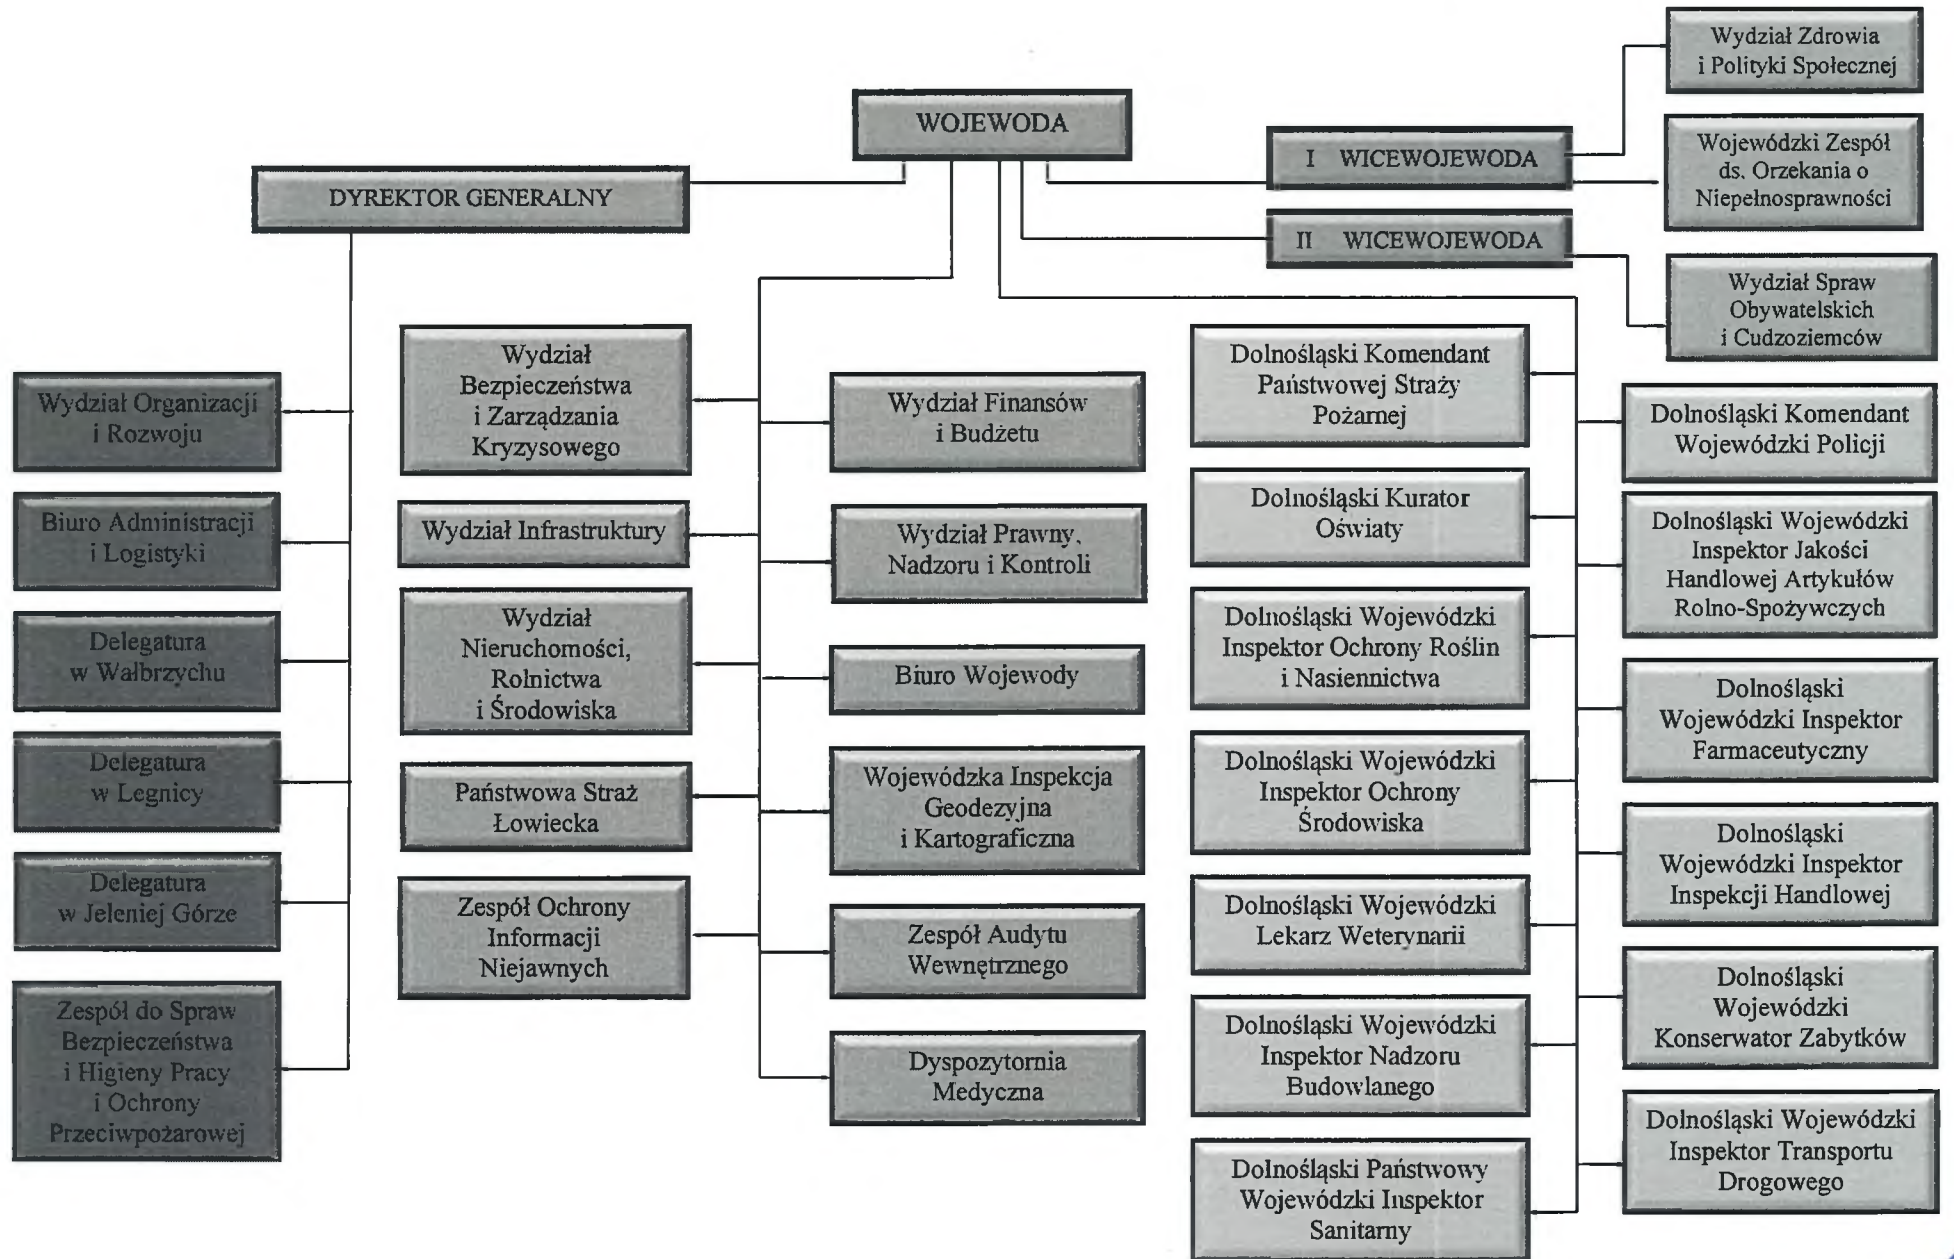 WOJEWODA
DYREKTOR GENERALNY
I WICEWOJEWODA
II WICEWOJEWODA
Wydział Zdrowia
i Polityki Społecznej
Wojewódzki Zespół
ds. Orzekania o
Niepełnosprawności
Wydział Spraw
Obywatelskich
i Cudzoziemców
Wydział Organizacji
i Rozwoju
Biuro Administracji
i Logistyki
Delegatura
w Wałbrzychu
Delegatura
w Legnicy
Delegatura
w Jeleniej Górze
Zespół do Spraw
Bezpieczeństwa
i Higieny Pracy
i Ochrony
Przeciwpożarowej
Wydział
Bezpieczeństwa
i Zarządzania
Kryzysowego
Wydział Infrastruktury
Wydział
Nieruchomości,
Rolnictwa
i Środowiska
Państwowa Straż
Łowiecka
Zespół Ochrony
Informacji
Niejawnych
Wydział Finansów
i Budżetu
Wydział Prawny,
Nadzoru i Kontroli
Biuro Wojewody
Wojewódzka Inspekcja
Geodezyjna
i Kartograficzna
Zespół Audytu
Wewnętrznego
Dyspozytornia
Medyczna
Dolnośląski Komendant
Państwowej Straży
Pożarnej
Dolnośląski Kurator
Oświaty
Dolnośląski Wojewódzki
Inspektor Ochrony Roślin
i Nasiennictwa
Dolnośląski Wojewódzki
Inspektor Ochrony
Środowiska
Dolnośląski Wojewódzki
Lekarz Weterynarii
Dolnośląski Wojewódzki
Inspektor Nadzoru
Budowlanego
Dolnośląski Państwowy
Wojewódzki Inspektor
Sanitarny
Dolnośląski Komendant
Wojewódzki Policji
Dolnośląski Wojewódzki
Inspektor Jakości
Handlowej Artykułów
Rolno-Spożywczych
Dolnośląski
Wojewódzki Inspektor
Farmaceutyczny
Dolnośląski
Wojewódzki Inspektor
Inspekcji Handlowej
Dolnośląski
Wojewódzki
Konserwator Zabytków
Dolnośląski Wojewódzki
Inspektor Transportu
Drogowego